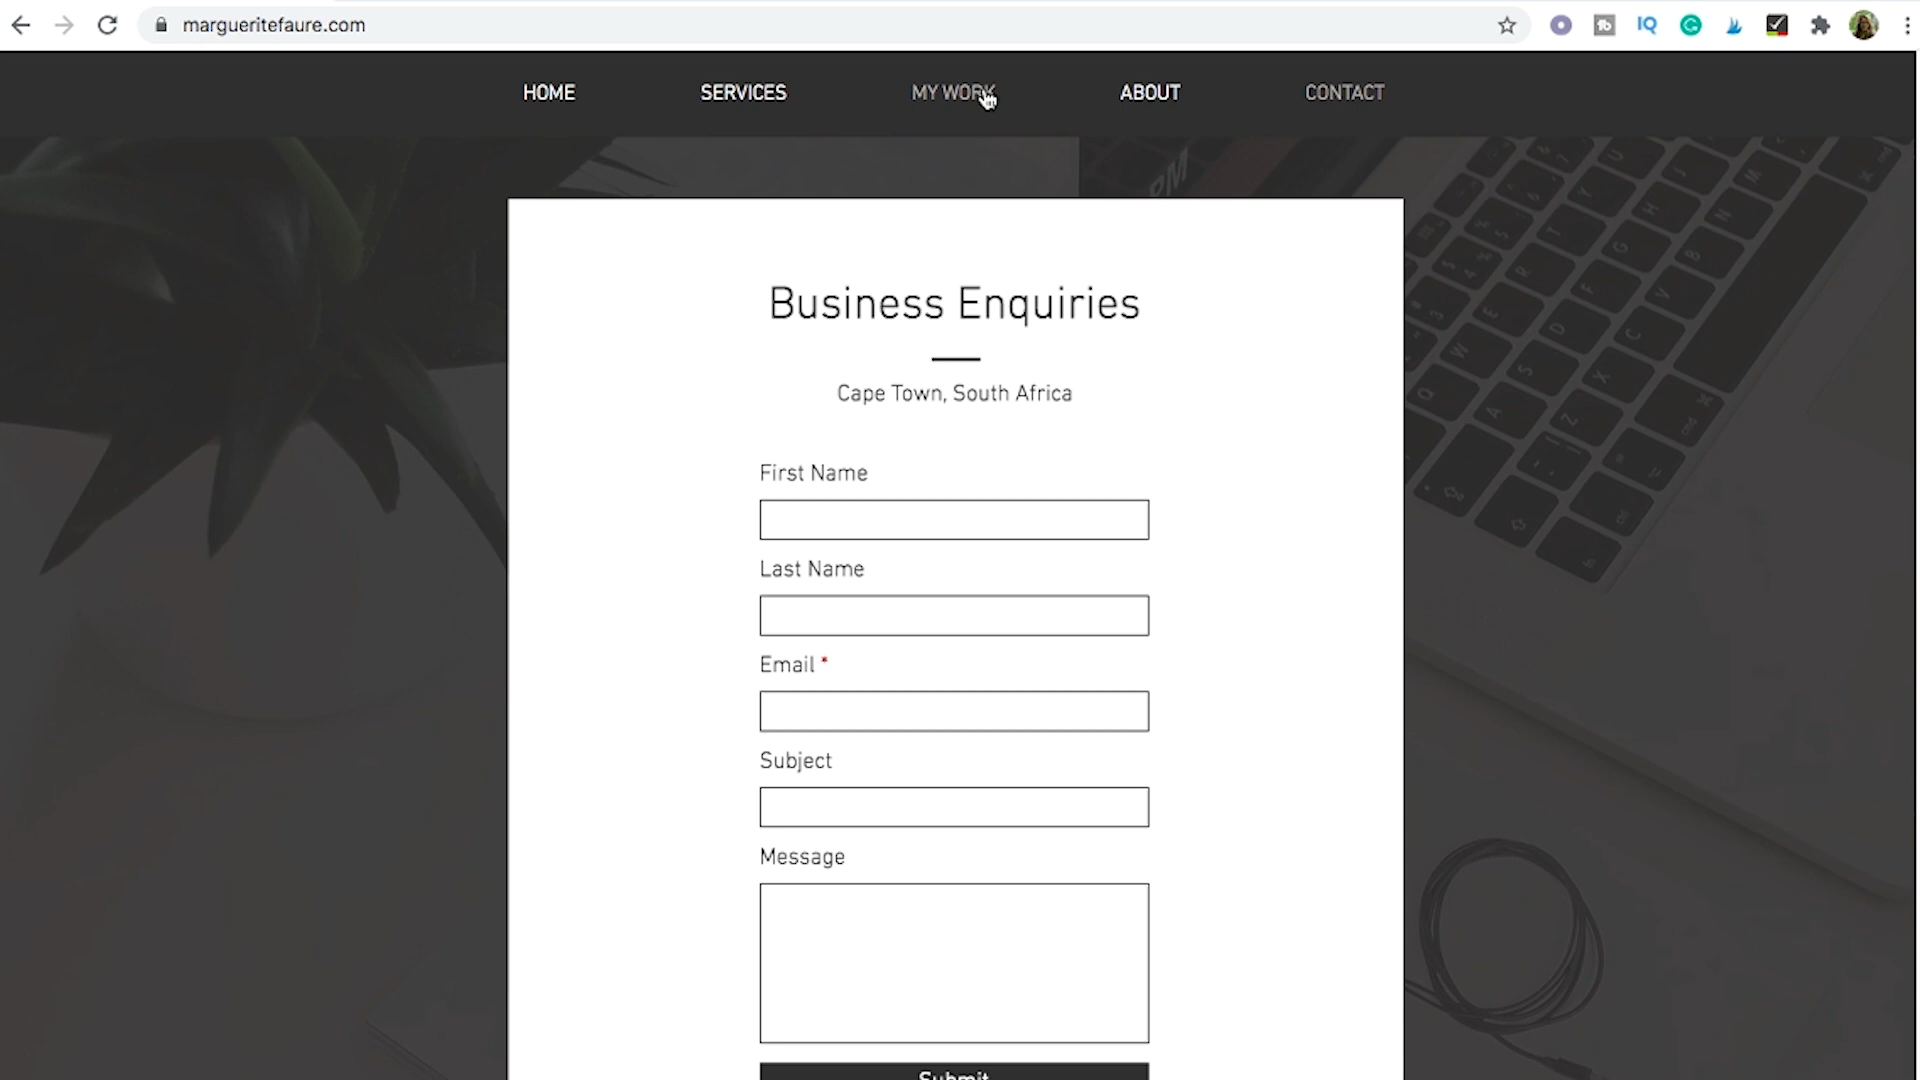 margueritefaure.com
HOME SERVICES MY WORK ABOUT CONTACT
Business Enquiries
Cape Town, South Africa
First Name
Last Name
Email *
Subject
Message
Submit